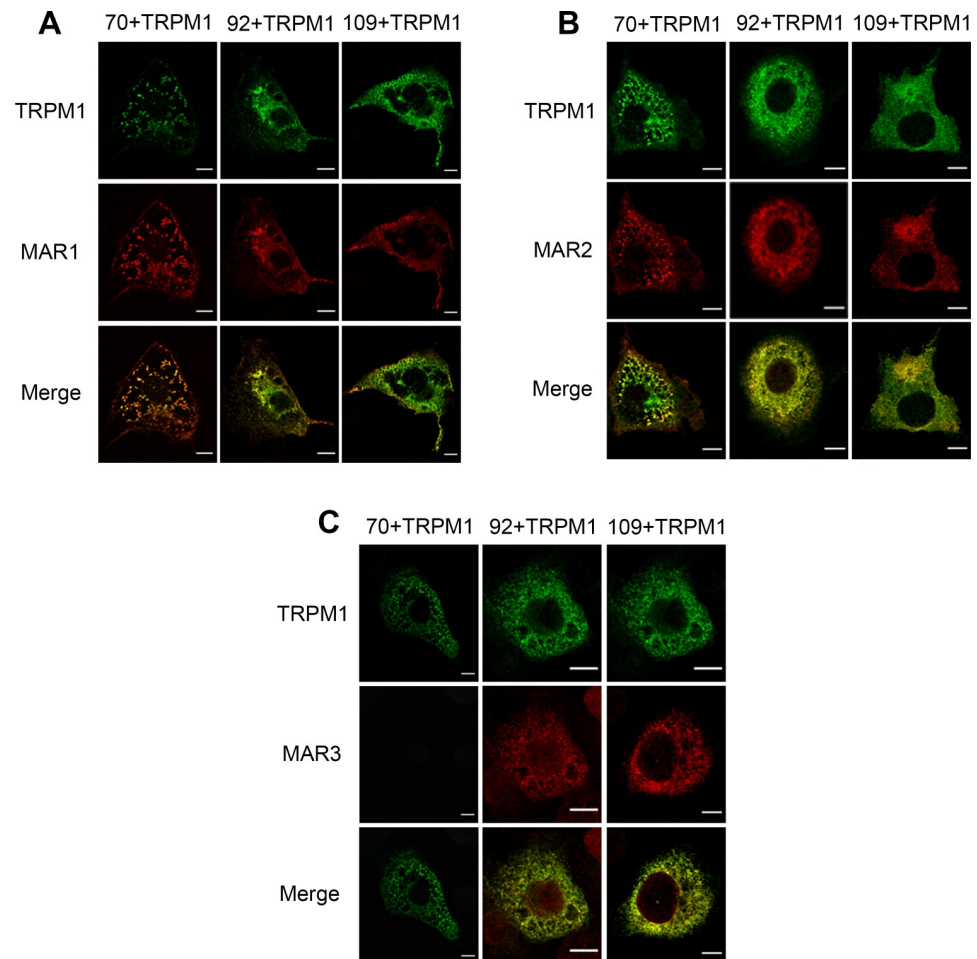 A
70+TRPM1 92+TRPM1 109+TRPM1
TRPM1
MAR1
Merge
B
70+TRPM1 92+TRPM1 109+TRPM1
TRPM1
MAR2
Merge
C
70+TRPM1 92+TRPM1 109+TRPM1
TRPM1
MAR3
Merge